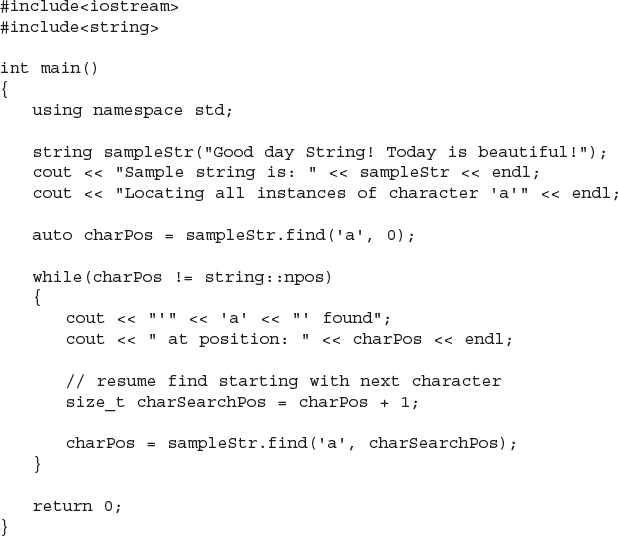 #include<iostream>
#include<string>
int main()
{
using namespace std;
string sampleStr("Good day String! Today is beautiful!");
cout << "Sample string is: " << sampleStr << endl;
cout << "Locating all instances of character 'a'" << endl;
auto charPos = sampleStr.find('a', 0);
while(charPos != string::npos)
{
cout << "'" << 'a' << "' found";
cout << " at position: " << charPos << endl;
// resume find starting with next character
size_t charSearchPos = charPos + 1;
charPos = sampleStr.find('a', charSearchPos);
}
return 0;
}